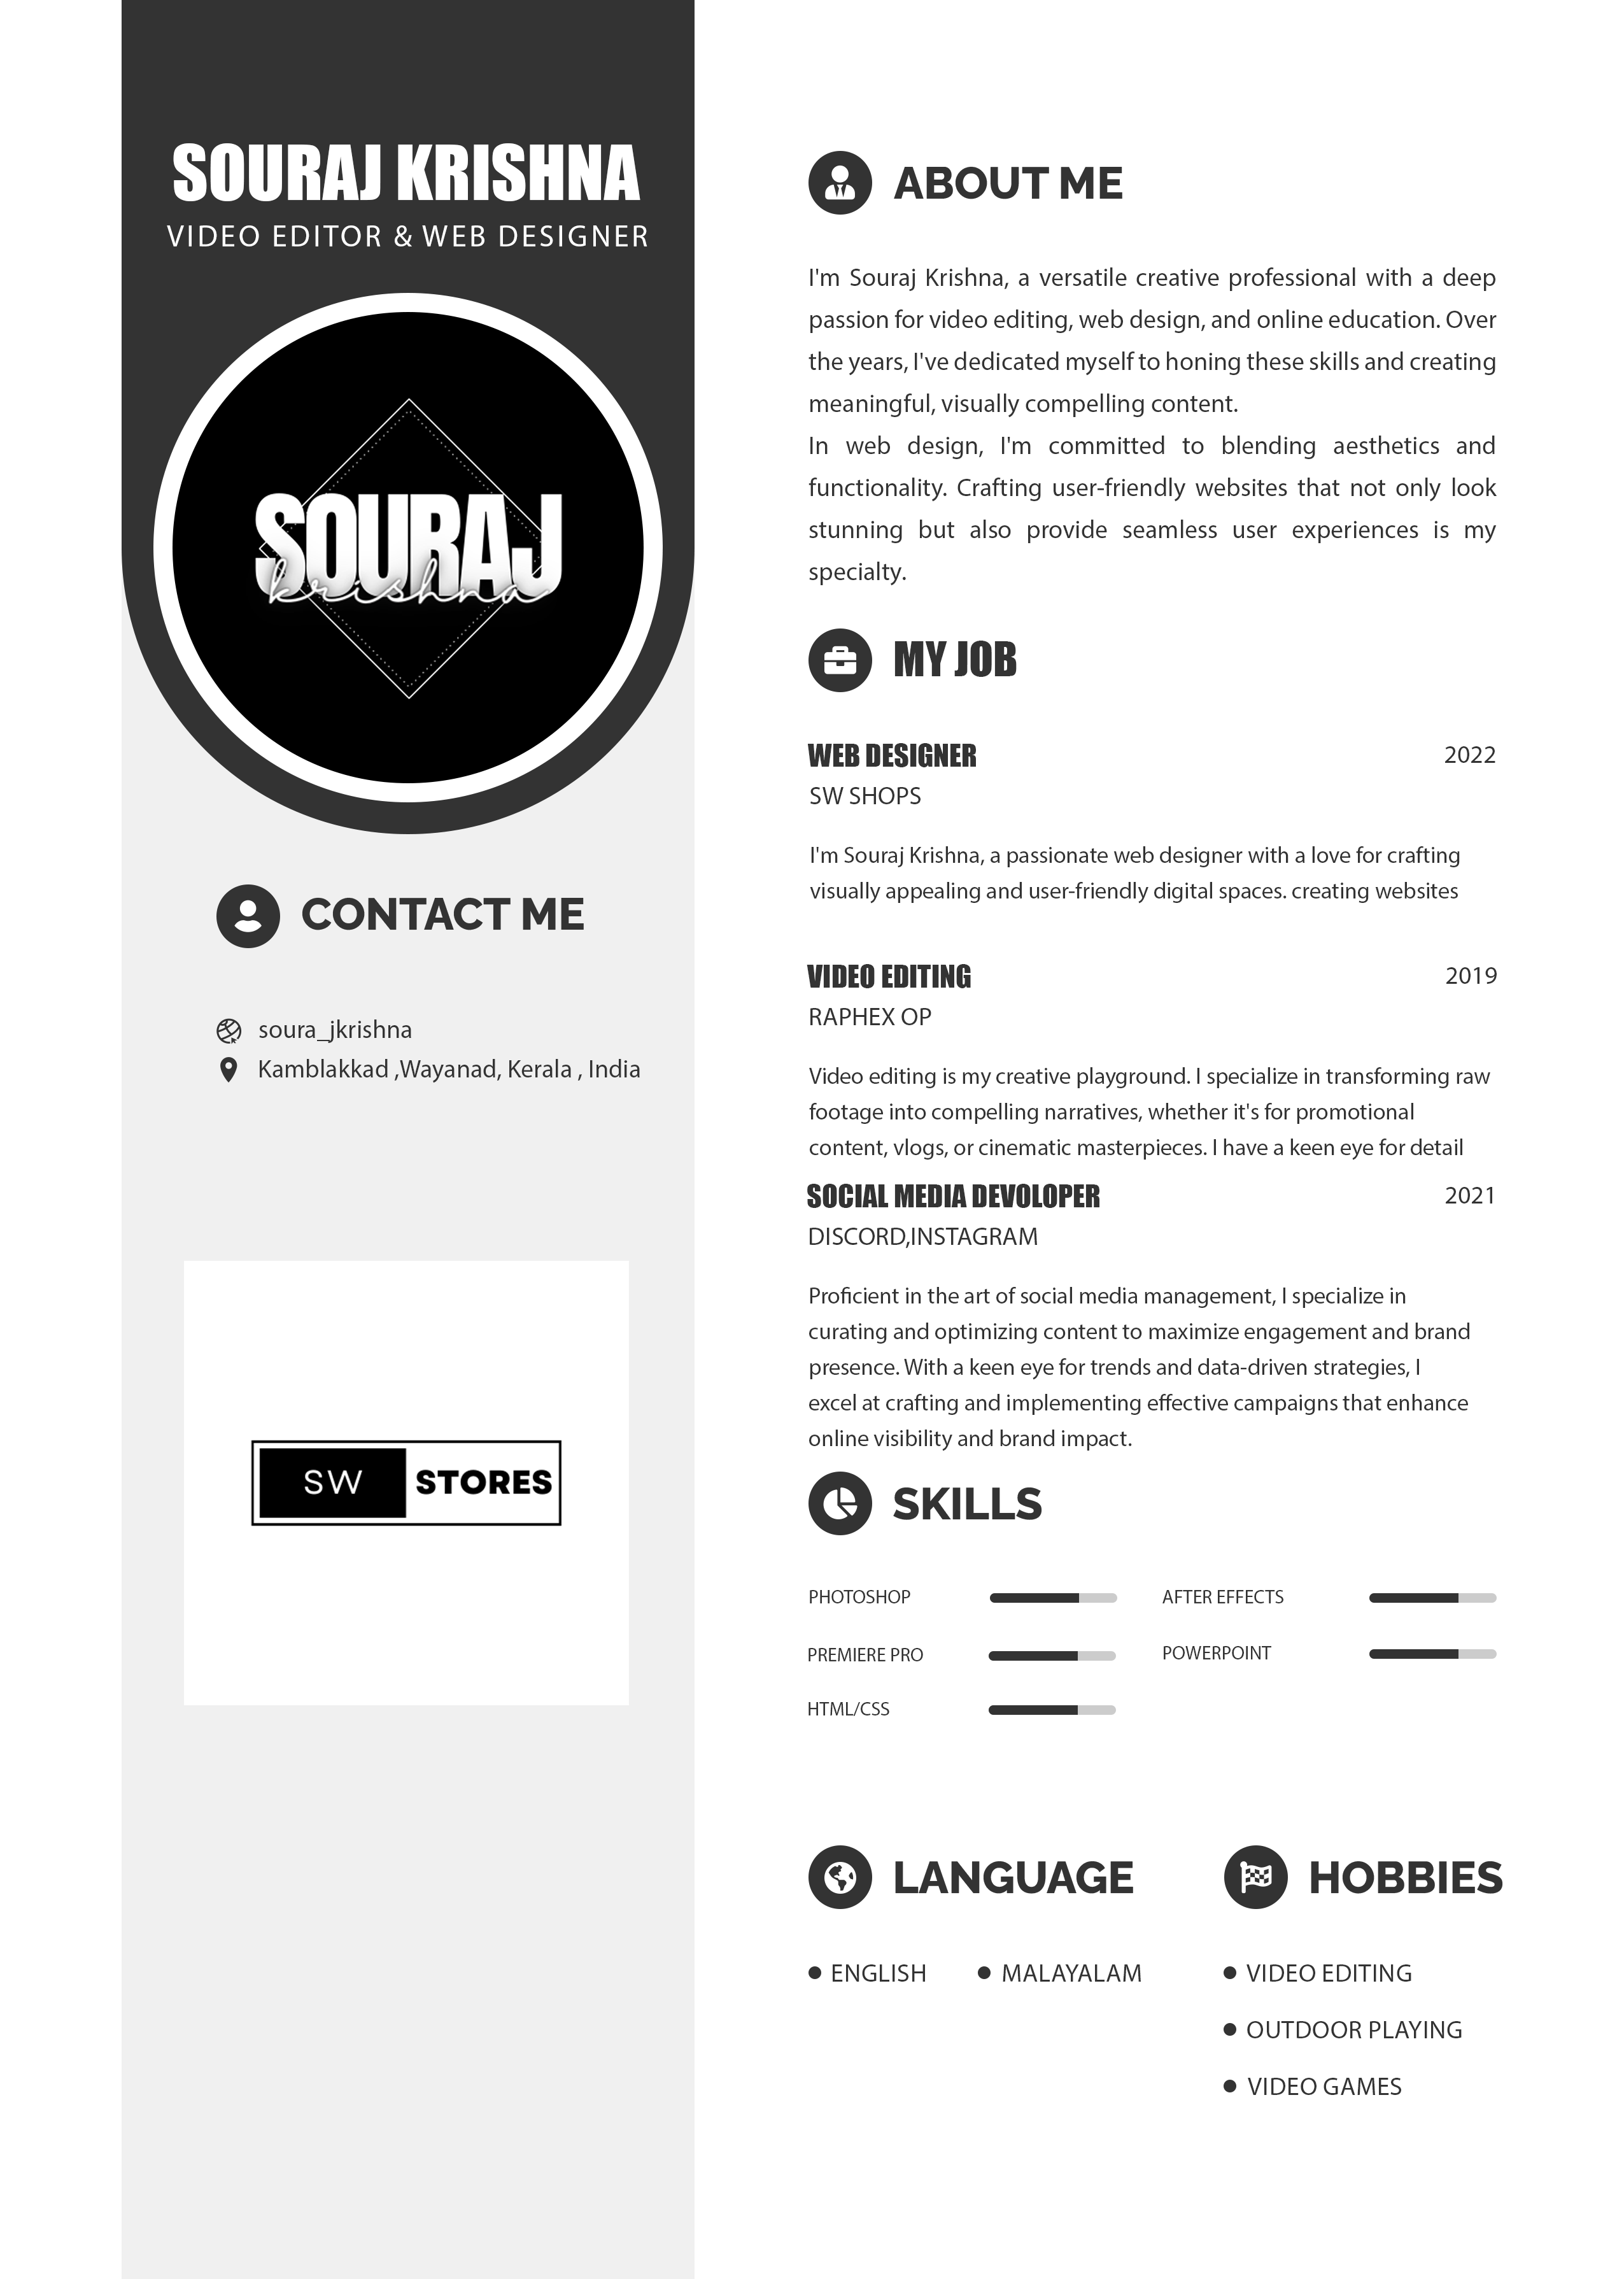 SOURAJ KRISHNA
VIDEO EDITOR & WEB DESIGNER
SOURAJ
krishna
CONTACT ME
soura_jkrishna
Kamblakkad ,Wayanad, Kerala , India
SW STORES
ABOUT ME
I'm Souraj Krishna, a versatile creative professional with a deep
passion for video editing, web design, and online education. Over
the years, I've dedicated myself to honing these skills and creating
meaningful, visually compelling content.
In web design, I'm committed to blending aesthetics and
functionality. Crafting user-friendly websites that not only look
stunning but also provide seamless user experiences is my
specialty.
MY JOB
WEB DESIGNER 2022
SW SHOPS
I'm Souraj Krishna, a passionate web designer with a love for crafting
visually appealing and user-friendly digital spaces. creating websites
VIDEO EDITING 2019
RAPHEX OP
Video editing is my creative playground. I specialize in transforming raw
footage into compelling narratives, whether it's for promotional
content, vlogs, or cinematic masterpieces. I have a keen eye for detail
SOCIAL MEDIA DEVOLOPER 2021
DISCORD,INSTAGRAM
Proficient in the art of social media management, I specialize in
curating and optimizing content to maximize engagement and brand
presence. With a keen eye for trends and data-driven strategies, I
excel at crafting and implementing effective campaigns that enhance
online visibility and brand impact.
SKILLS
PHOTOSHOP AFTER EFFECTS
PREMIERE PRO POWERPOINT
HTML/CSS
LANGUAGE
ENGLISH MALAYALAM
HOBBIES
VIDEO EDITING
OUTDOOR PLAYING
VIDEO GAMES